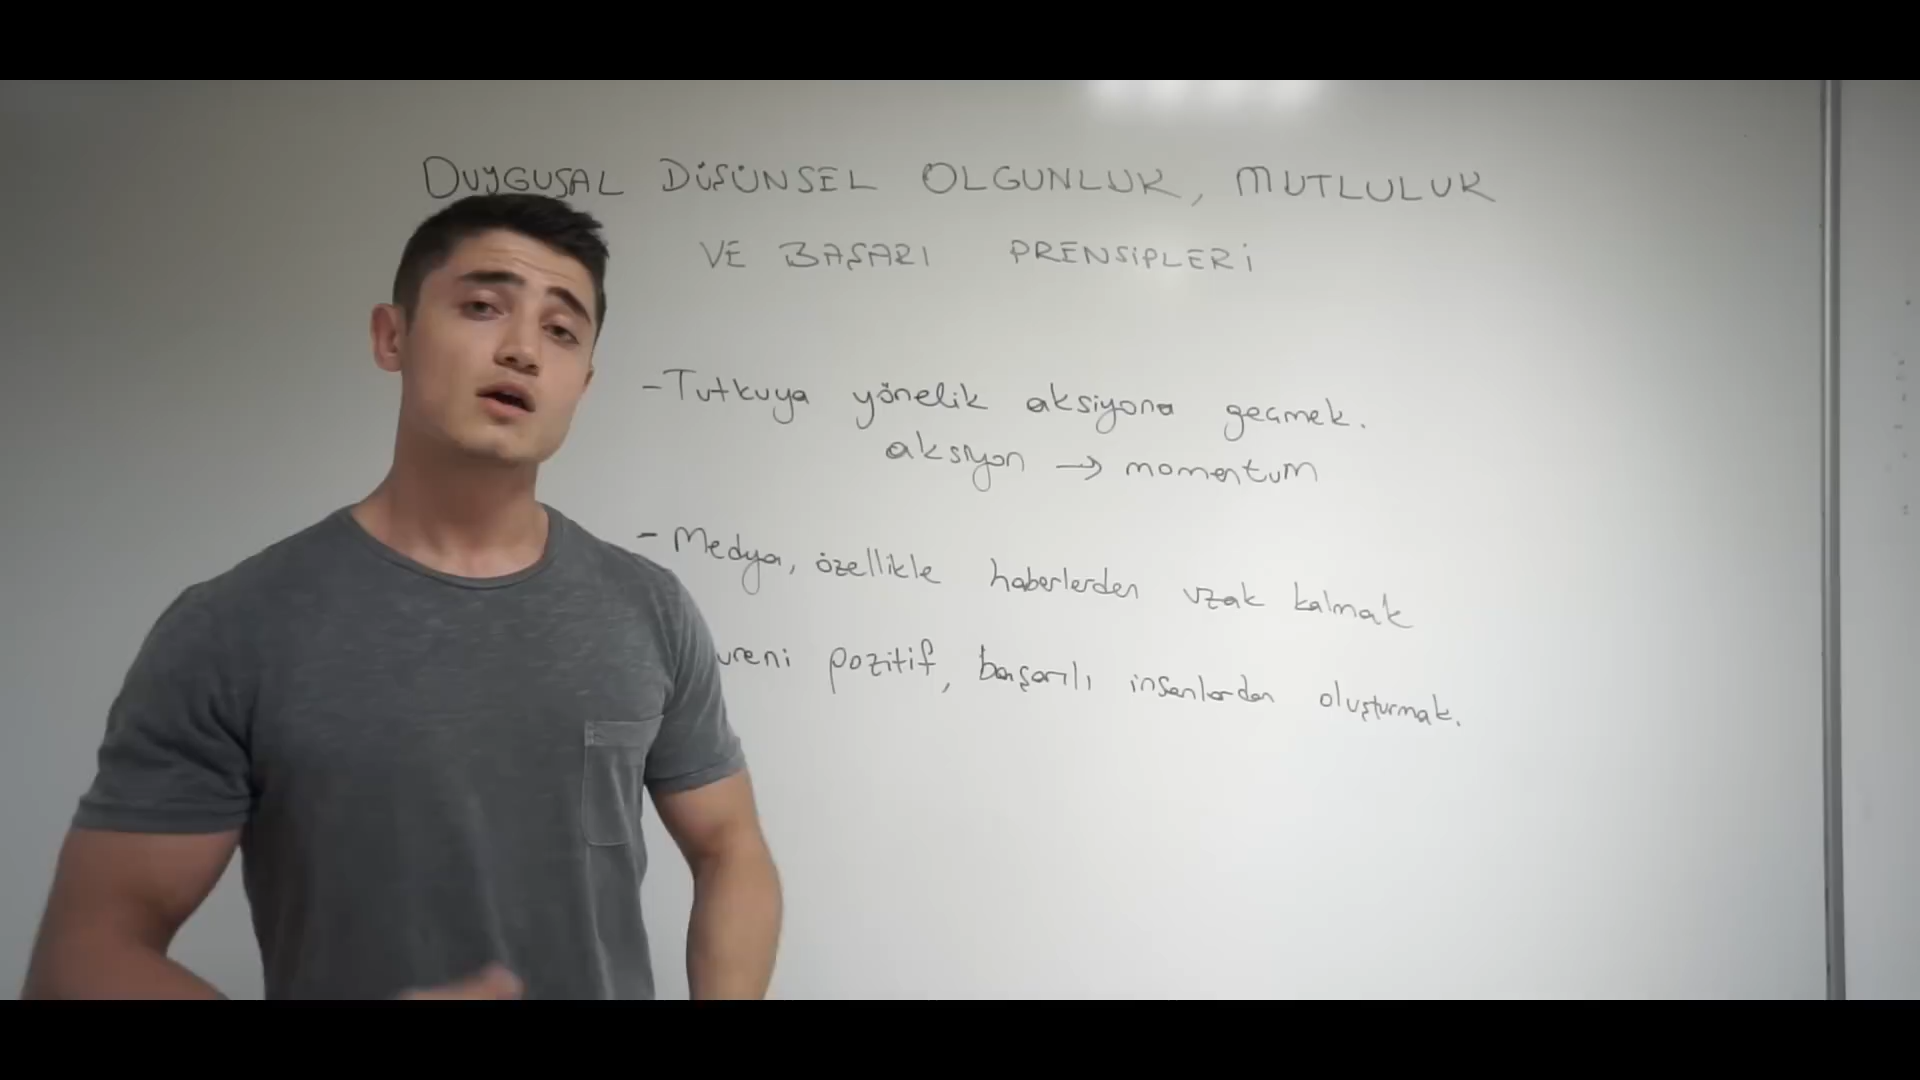 DUYGUSAL DÜŞÜNSEL OLGUNLUK, MUTLULUK
VE BAŞARI PRENSİPLERİ
- Tutkuya yönelik aksiyona geçmek.
aksiyon → momentum
- Medya, özellikle haberlerden uzak kalmak
pozitif, başarılı insanlardan oluşturmak.